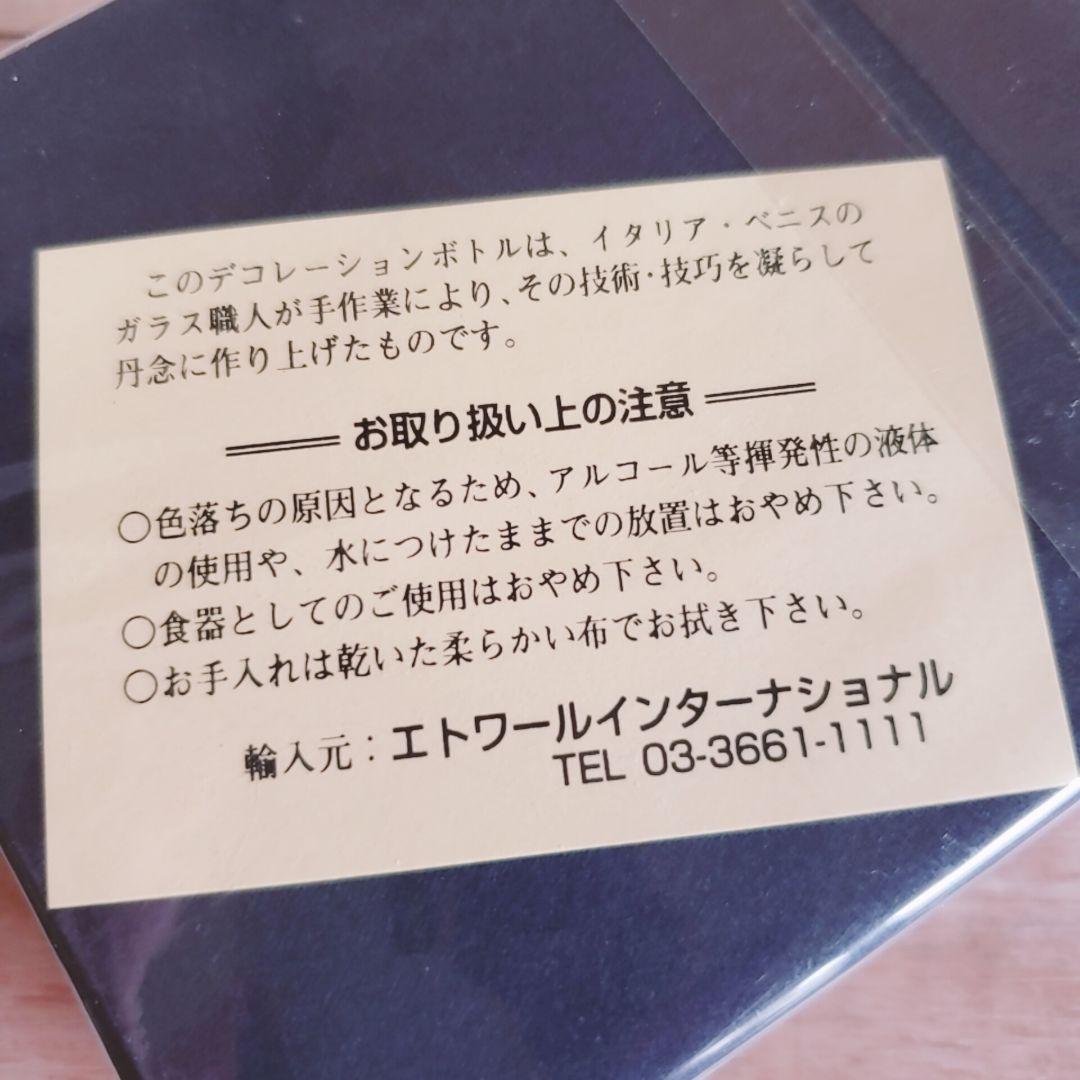 このデコレーションボトルは、イタリア・ベニスの
ガラス職人が手作業により、その技術・技巧を凝らして
丹念に作り上げたものです。
お取り扱い上の注意
○色落ちの原因となるため、アルコール等揮発性の液体
の使用や、水につけたままでの放置はおやめ下さい。
○食器としてのご使用はおやめ下さい。
○お手入れは乾いた柔らかい布でお拭き下さい。
輸入元：エトワールインターナショナル
TEL 03-3661-1111